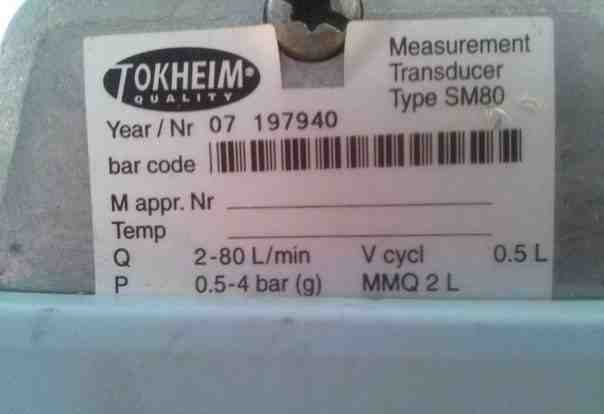 TOKHEIM
QUALITY
Measurement
Transducer
Type SM80
Year / Nr 07 197940
bar code
M appr. Nr
Temp
Q 2-80 L/min V cycl 0.5 L
P 0.5-4 bar (g) MMQ 2 L